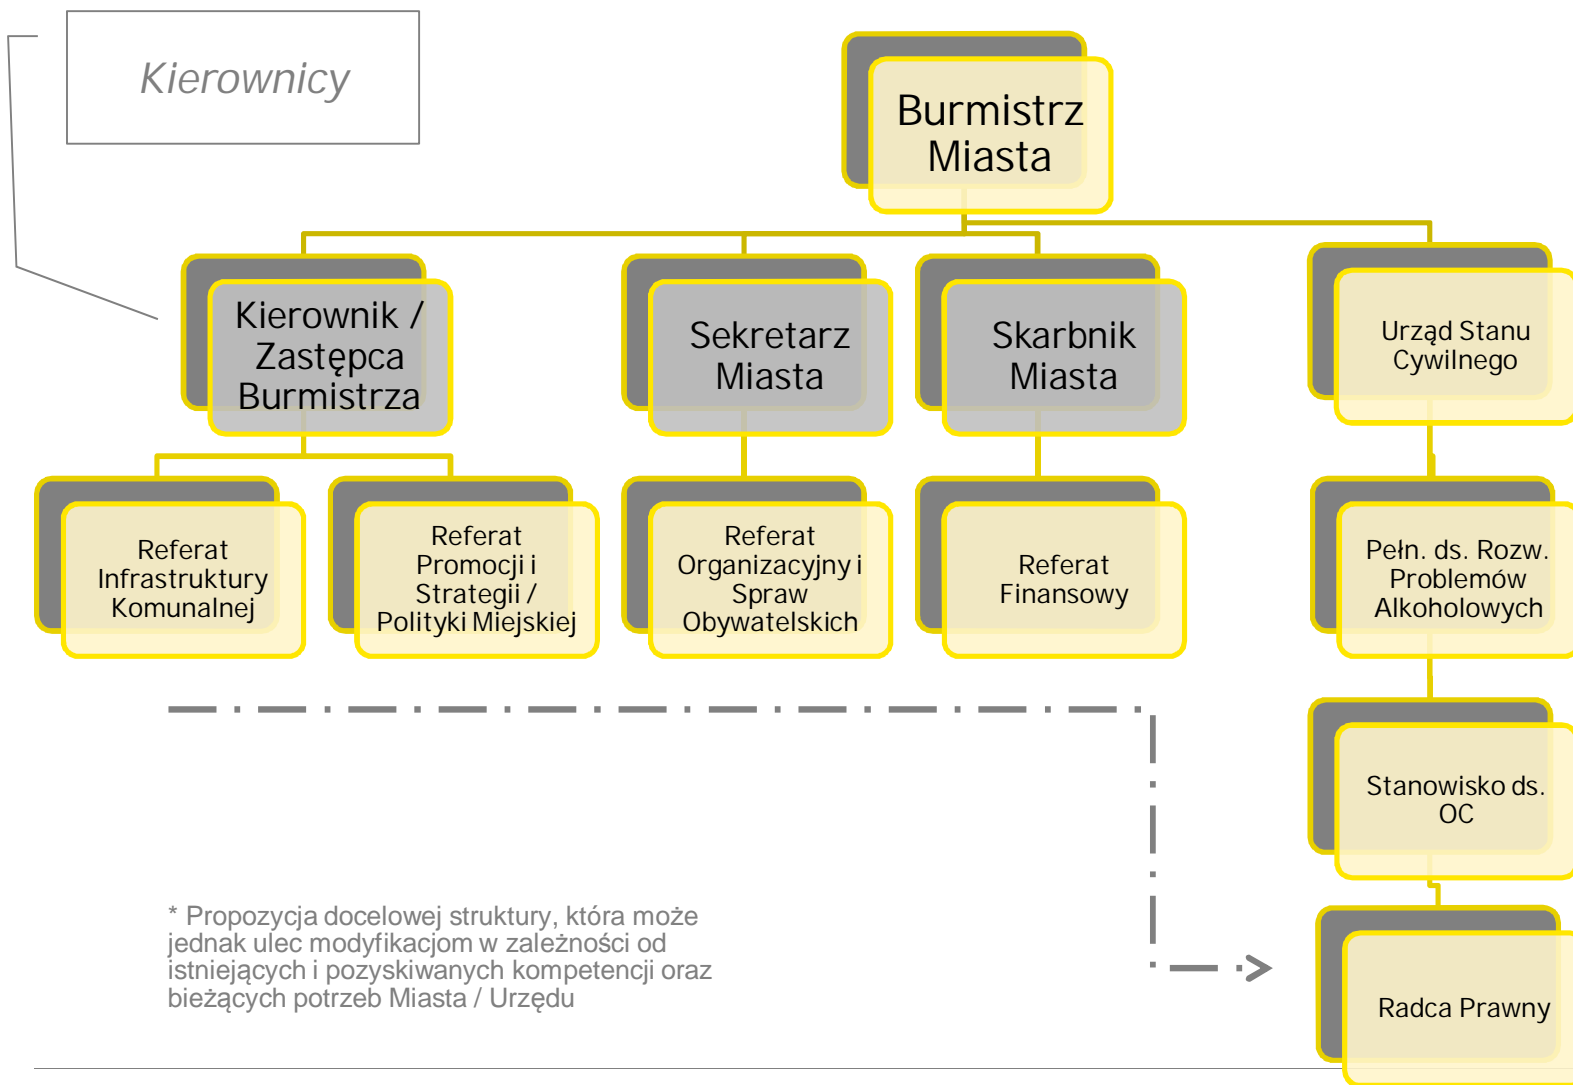 Kierownicy
Burmistrz
Miasta
Kierownik /
Zastępca
Burmistrza
Sekretarz
Miasta
Skarbnik
Miasta
Urząd Stanu
Cywilnego
Referat
Infrastruktury
Komunalnej
Referat
Promocji i
Strategii /
Polityki Miejskiej
Referat
Organizacyjny i
Spraw
Obywatelskich
Referat
Finansowy
Pełn. ds. Rozw.
Problemów
Alkoholowych
Stanowisko ds.
OC
Radca Prawny
* Propozycja docelowej struktury, która może
jednak ulec modyfikacjom w zależności od
istniejących i pozyskiwanych kompetencji oraz
bieżących potrzeb Miasta / Urzędu